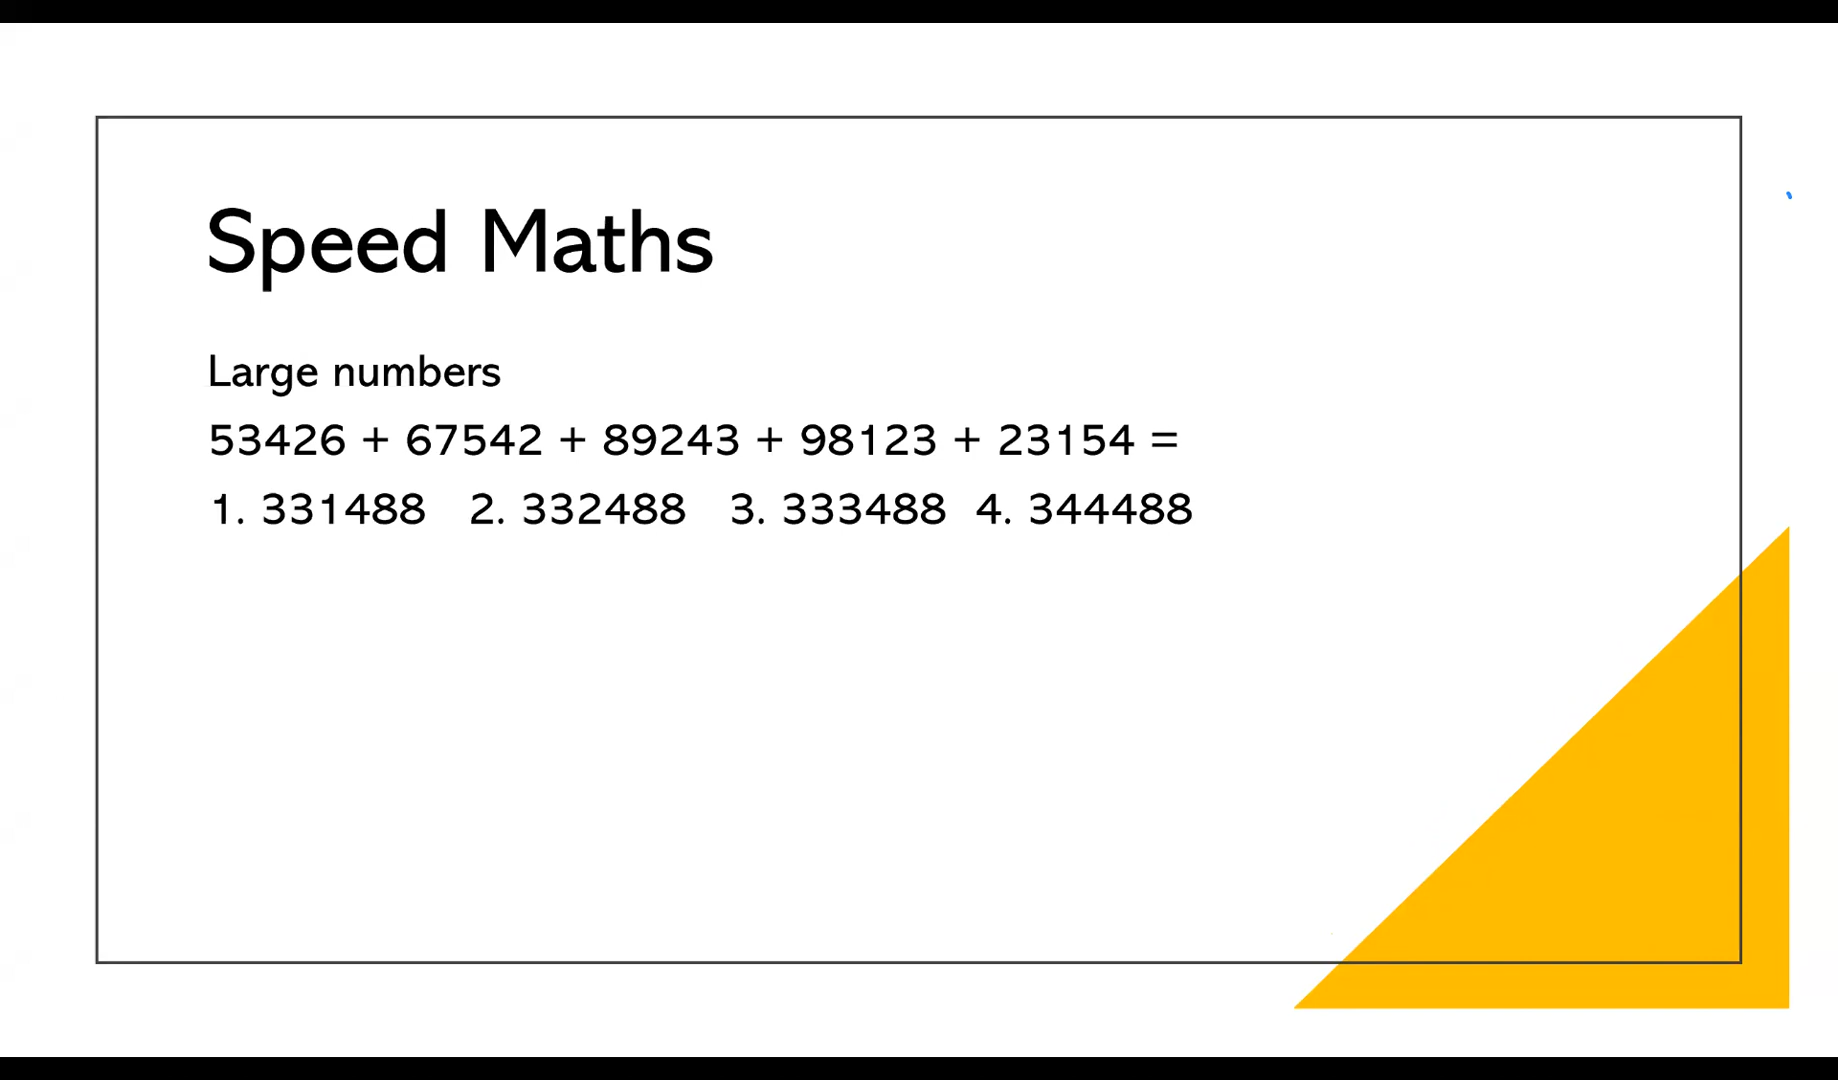 Speed Maths
Large numbers
53426 + 67542 + 89243 + 98123 + 23154 =
1. 331488 2. 332488 3. 333488 4. 344488